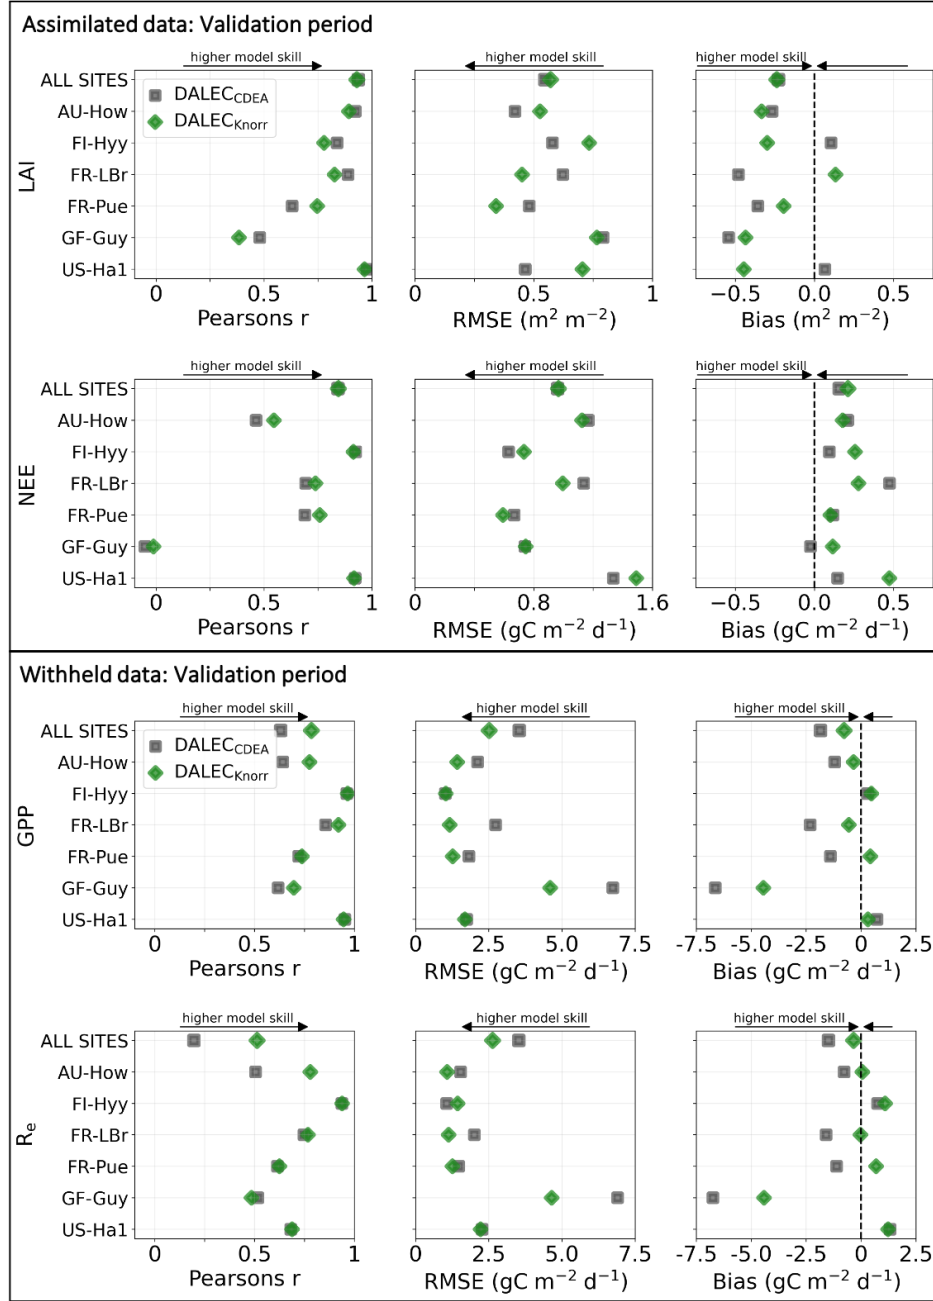 Assimilated data: Validation period
higher model skill
higher model skill
higher model skill
LAI
ALL SITES
AU-How
FI-Hyy
FR-LBr
FR-Pue
GF-Guy
US-Ha1
DALEC_CDEA
DALEC_Knorr
0 0.5 1
Pearsons r
0 0.5 1
RMSE (m² m⁻²)
−0.5 0.0 0.5
Bias (m² m⁻²)
higher model skill
higher model skill
higher model skill
NEE
ALL SITES
AU-How
FI-Hyy
FR-LBr
FR-Pue
GF-Guy
US-Ha1
0 0.5 1
Pearsons r
0 0.8 1.6
RMSE (gC m⁻² d⁻¹)
−0.5 0.0 0.5
Bias (gC m⁻² d⁻¹)
Withheld data: Validation period
higher model skill
higher model skill
higher model skill
GPP
ALL SITES
AU-How
FI-Hyy
FR-LBr
FR-Pue
GF-Guy
US-Ha1
DALEC_CDEA
DALEC_Knorr
0 0.5 1
Pearsons r
0 2.5 5 7.5
RMSE (gC m⁻² d⁻¹)
-7.5 -5.0 -2.5 0 2.5
Bias (gC m⁻² d⁻¹)
higher model skill
higher model skill
higher model skill
Rₑ
ALL SITES
AU-How
FI-Hyy
FR-LBr
FR-Pue
GF-Guy
US-Ha1
0 0.5 1
Pearsons r
0 2.5 5 7.5
RMSE (gC m⁻² d⁻¹)
-7.5 -5.0 -2.5 0 2.5
Bias (gC m⁻² d⁻¹)